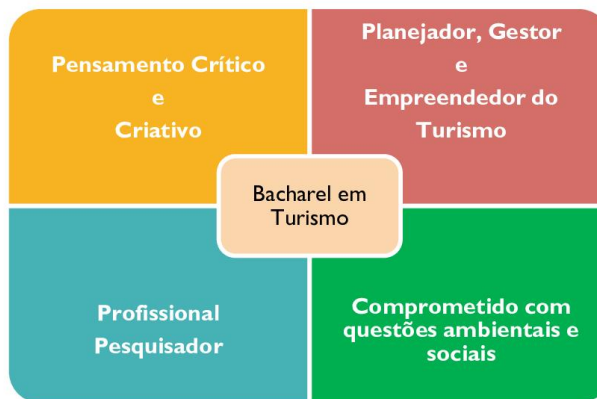 Pensamento Crítico
e
Criativo
Planejador, Gestor
e
Empreendedor do
Turismo
Bacharel em
Turismo
Profissional
Pesquisador
Comprometido com
questões ambientais e
sociais